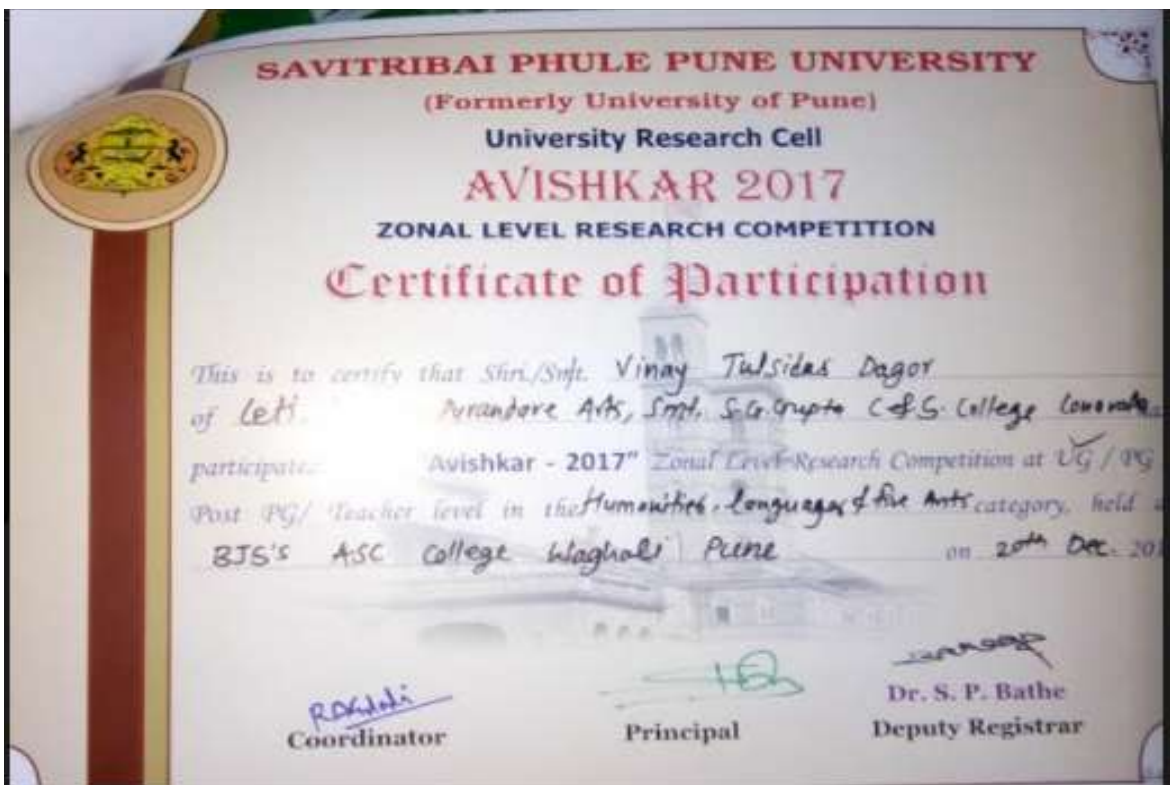 SAVITRIBAI PHULE PUNE UNIVERSITY
(Formerly University of Pune)
University Research Cell
AVISHKAR 2017
ZONAL LEVEL RESEARCH COMPETITION
Certificate of Participation
This is to certify that Shri./Smt. Vinay Tulsidas Dagor
of Arts, Smt. S.G. Gupta C & S. College
"Avishkar - 2017" Zonal Level Research Competition at UG / PG
Post PG/ Teacher level in the Humanities, languages & fine Arts category, held
BJS's ASC College Wagholi Pune on 20th Dec. 201
Dr. S. P. Bathe
Coordinator Principal Deputy Registrar